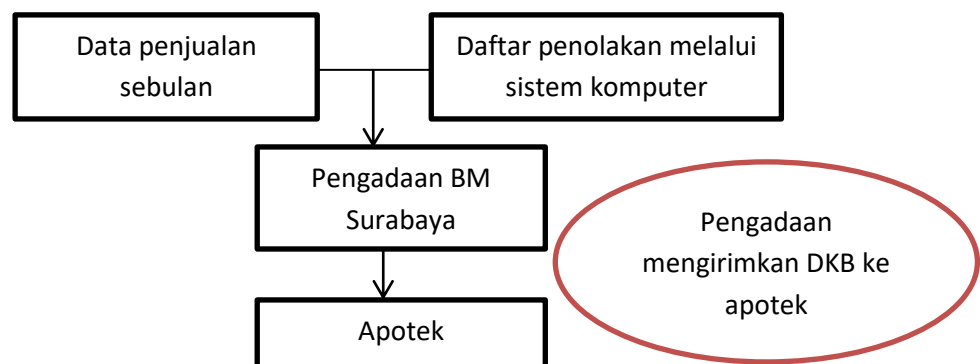 Data penjualan
sebulan
Daftar penolakan melalui
sistem komputer
Pengadaan BM
Surabaya
Pengadaan
mengirimkan DKB ke
apotek
Apotek